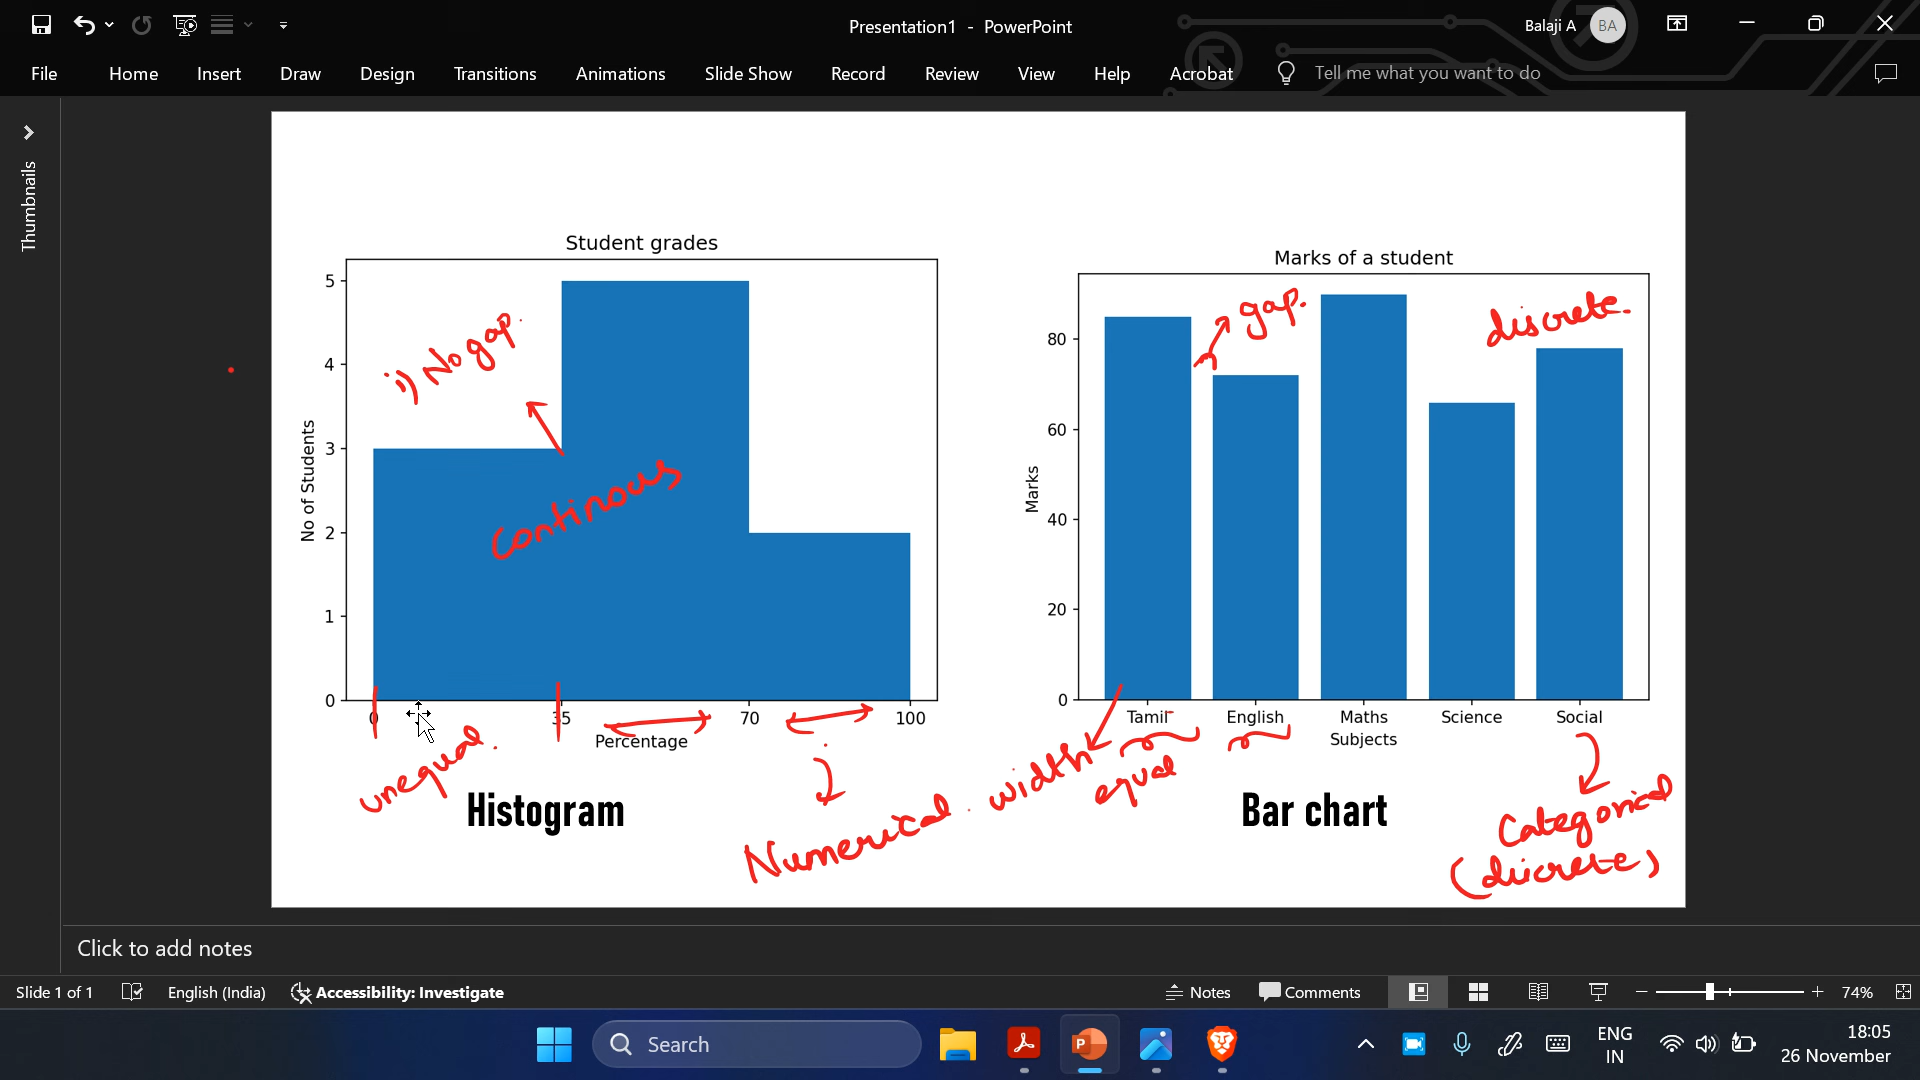 Presentation1 - PowerPoint
Balaji A
BA
File Home Insert Draw Design Transitions Animations Slide Show Record Review View Help Acrobat Tell me what you want to do
Thumbnails
Student grades
5
4
3
2
1
0
No of Students
0 35 70 100
Percentage
i) No gap.
Continous
unequal.
Numerical.
Histogram
Marks of a student
80
60
40
20
0
Marks
Tamil English Maths Science Social
Subjects
gap.
discrete.
width
equal
Categorical
(discrete)
Bar chart
Click to add notes
Slide 1 of 1 English (India) Accessibility: Investigate Notes Comments 74%
Search
ENG
IN
18:05
26 November